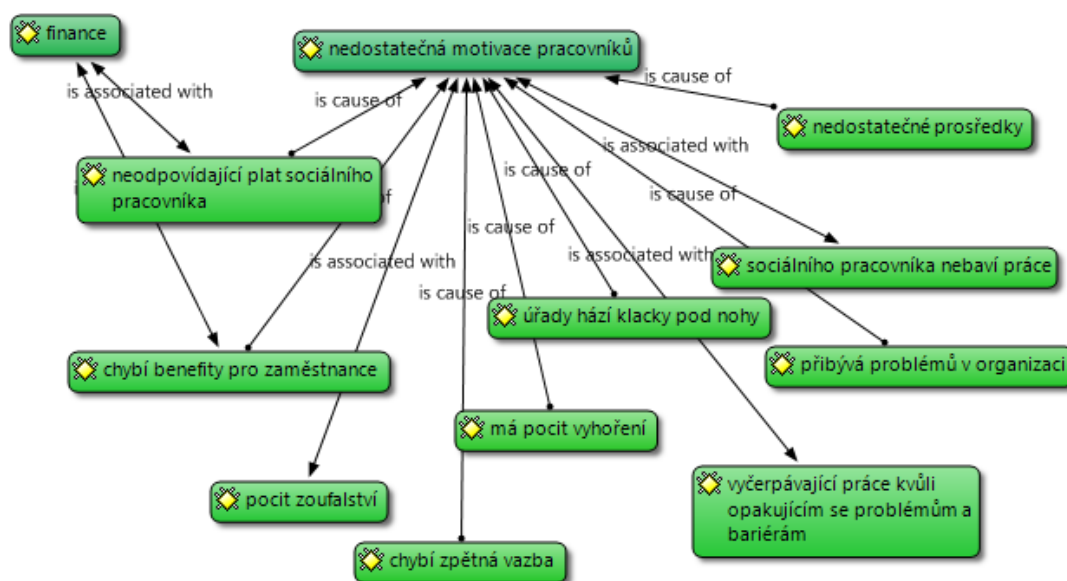 finance
nedostatečná motivace pracovníků
is cause of
is associated with
is cause of
nedostatečné prosředky
is associated with
neodpovídající plat sociálního
pracovníka
is cause of
is cause of
of
is cause of
is associated with
is associated with
sociálního pracovníka nebaví práce
is cause of
úřady hází klacky pod nohy
chybí benefity pro zaměstnance
přibývá problémů v organizaci
má pocit vyhoření
pocit zoufalství
vyčerpávající práce kvůli
opakujícím se problémům a
bariérám
chybí zpětná vazba